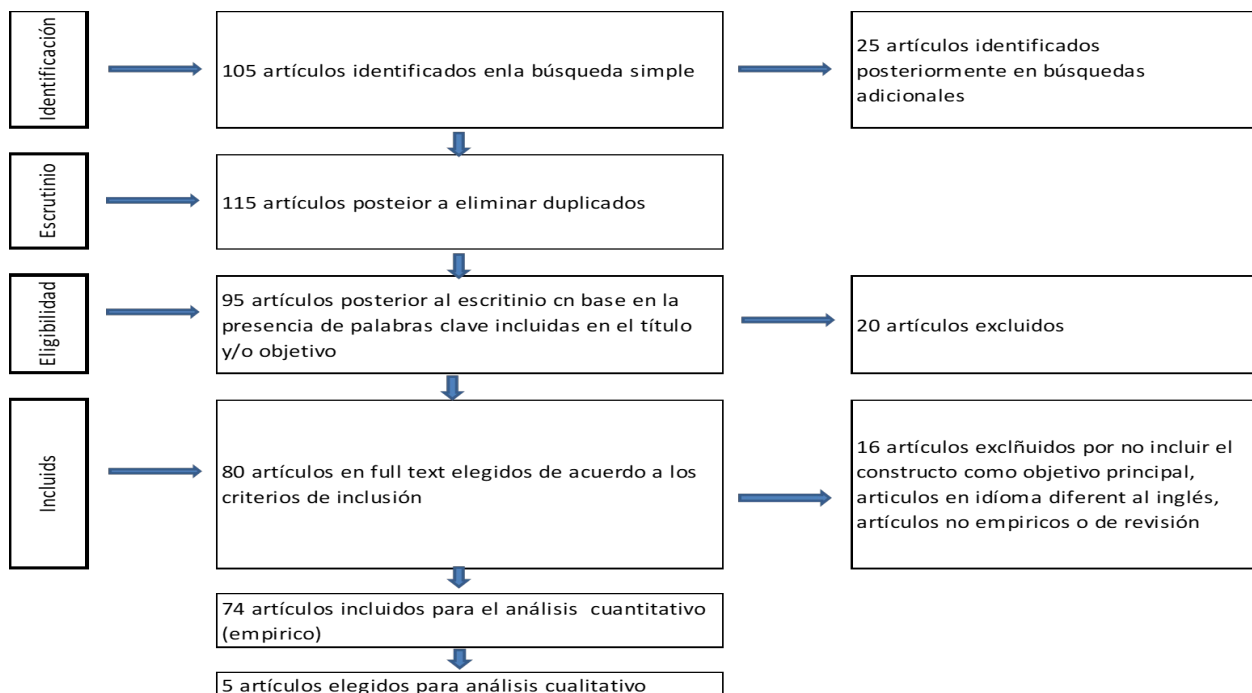 Identificación
105 artículos identificados enla búsqueda simple
25 artículos identificados
posteriormente en búsquedas
adicionales
Escrutinio
115 artículos posteior a eliminar duplicados
Eligibilidad
95 artículos posterior al escritinio cn base en la
presencia de palabras clave incluidas en el título
y/o objetivo
20 artículos excluidos
Incluids
80 artículos en full text elegidos de acuerdo a los
criterios de inclusión
16 artículos exclñuidos por no incluir el
constructo como objetivo principal,
articulos en idíoma diferent al inglés,
artículos no empiricos o de revisión
74 artículos incluidos para el análisis cuantitativo
(empirico)
5 artículos elegidos para análisis cualitativo